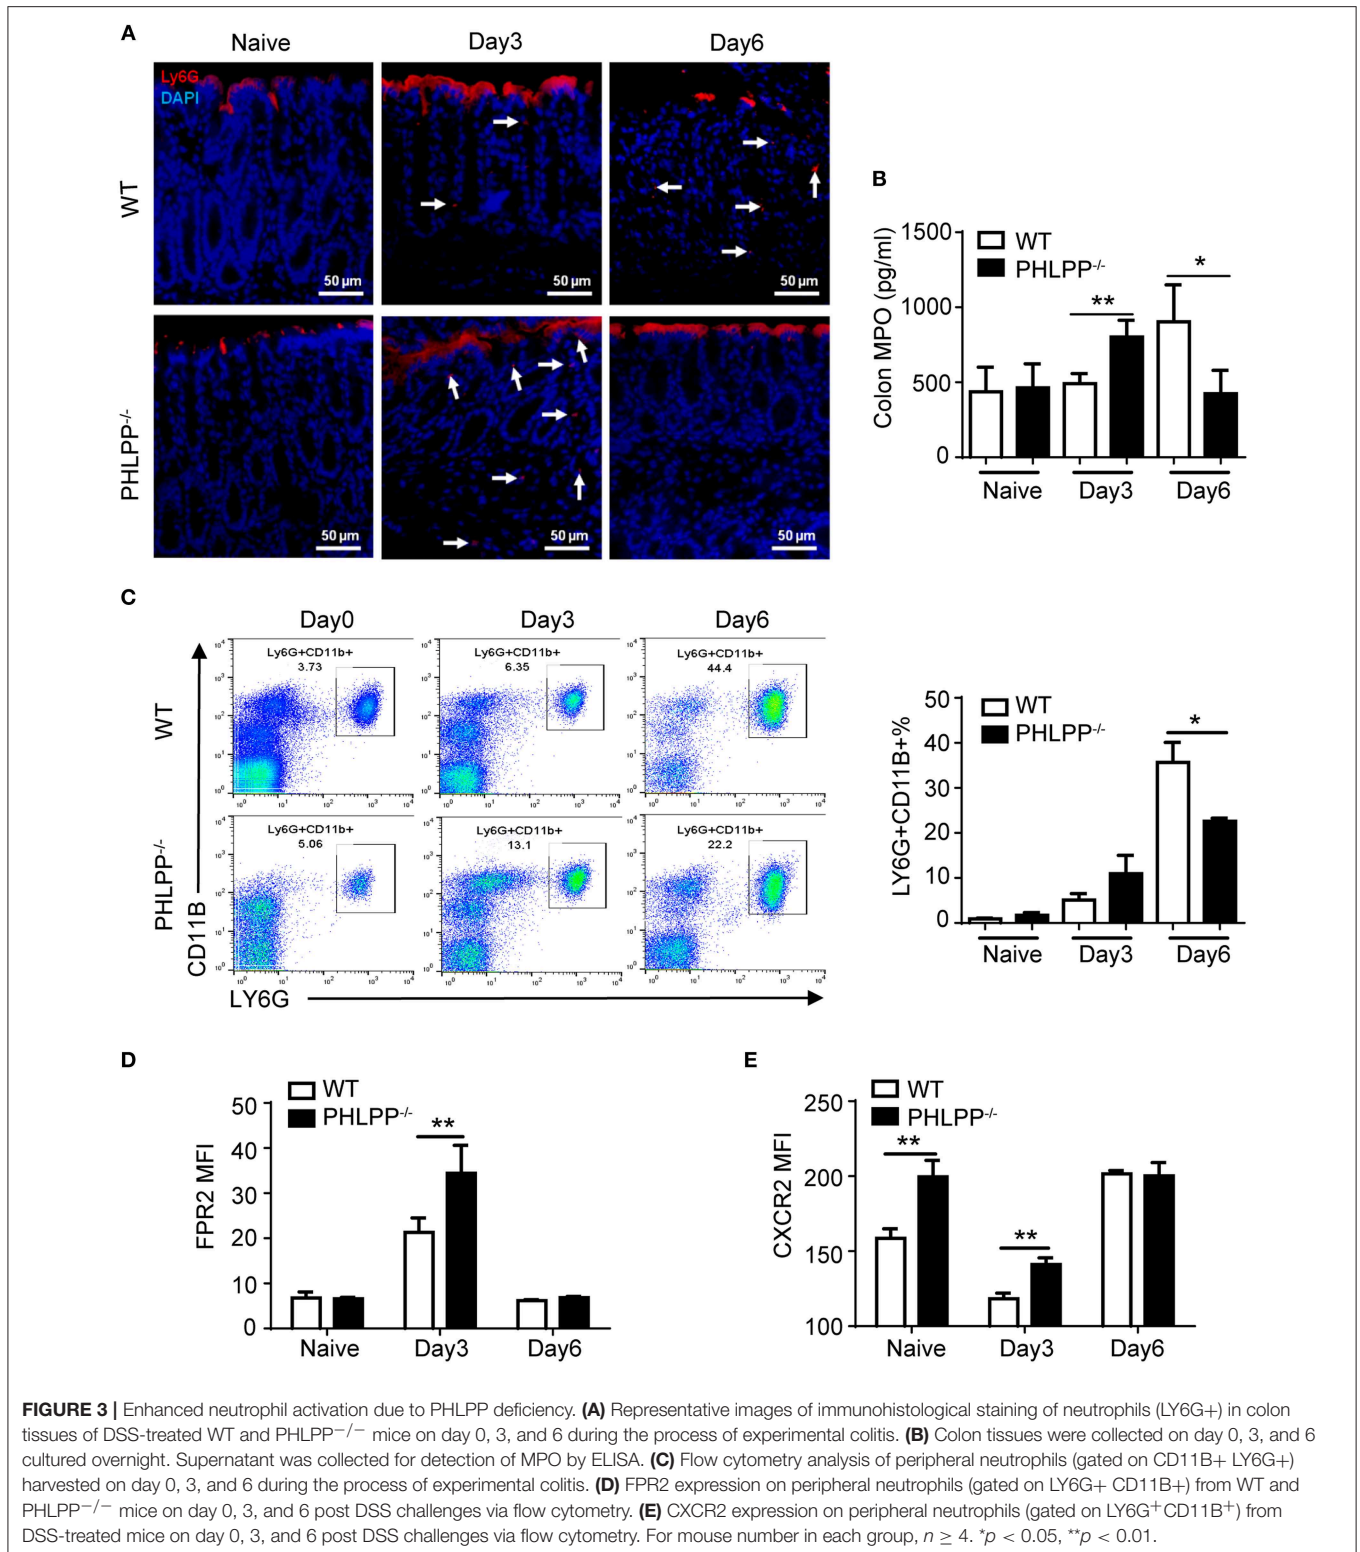 A
Naive
Day3
Day6
Ly6G
DAPI
WT
50 µm
50 µm
50 µm
PHLPP-/-
50 µm
50 µm
50 µm
B
Colon MPO (pg/ml)
1500
1000
500
0
WT
PHLPP-/-
**
*
Naive
Day3
Day6
C
Day0
Day3
Day6
WT
Ly6G+CD11b+
3.73
Ly6G+CD11b+
6.35
Ly6G+CD11b+
44.4
PHLPP-/-
Ly6G+CD11b+
5.06
Ly6G+CD11b+
13.1
Ly6G+CD11b+
22.2
CD11B
LY6G
LY6G+CD11B+%
50
40
30
20
10
0
WT
PHLPP-/-
*
Naive
Day3
Day6
D
FPR2 MFI
50
40
30
20
10
0
WT
PHLPP-/-
**
Naive
Day3
Day6
E
CXCR2 MFI
250
200
150
100
WT
PHLPP-/-
**
**
Naive
Day3
Day6
FIGURE 3 | Enhanced neutrophil activation due to PHLPP deficiency. (A) Representative images of immunohistological staining of neutrophils (LY6G+) in colon
tissues of DSS-treated WT and PHLPP−/− mice on day 0, 3, and 6 during the process of experimental colitis. (B) Colon tissues were collected on day 0, 3, and 6
cultured overnight. Supernatant was collected for detection of MPO by ELISA. (C) Flow cytometry analysis of peripheral neutrophils (gated on CD11B+ LY6G+)
harvested on day 0, 3, and 6 during the process of experimental colitis. (D) FPR2 expression on peripheral neutrophils (gated on LY6G+ CD11B+) from WT and
PHLPP−/− mice on day 0, 3, and 6 post DSS challenges via flow cytometry. (E) CXCR2 expression on peripheral neutrophils (gated on LY6G+CD11B+) from
DSS-treated mice on day 0, 3, and 6 post DSS challenges via flow cytometry. For mouse number in each group, n ≥ 4. *p < 0.05, **p < 0.01.